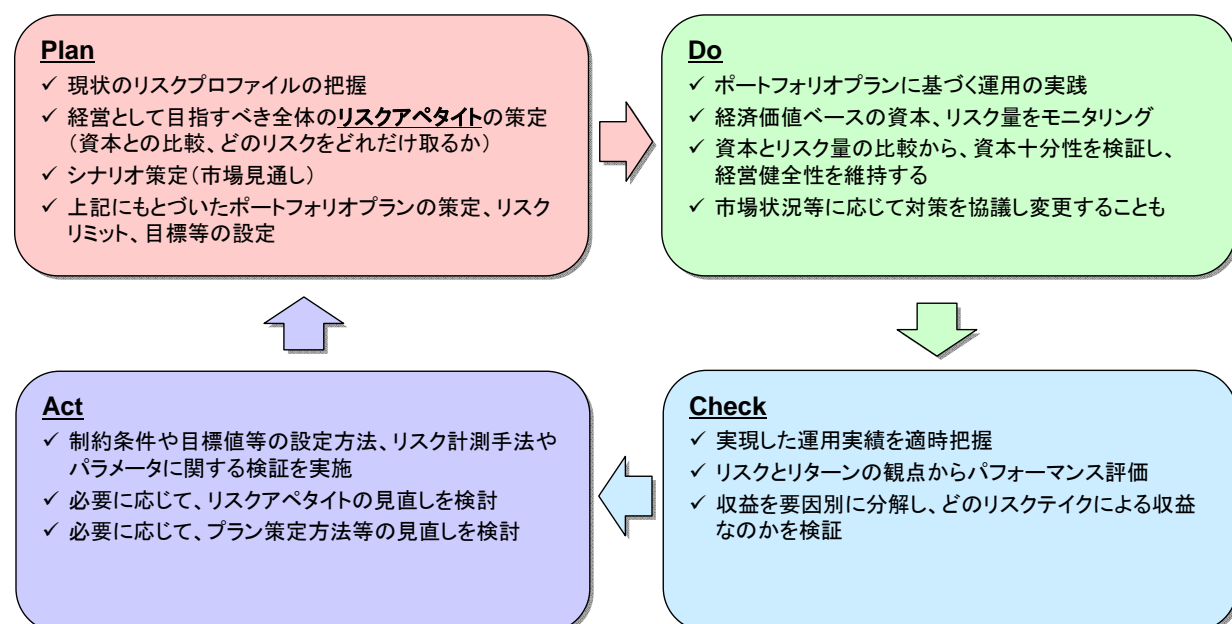 Plan
✓ 現状のリスクプロファイルの把握
✓ 経営として目指すべき全体のリスクアペタイトの策定
（資本との比較、どのリスクをどれだけ取るか）
✓ シナリオ策定（市場見通し）
✓ 上記にもとづいたポートフォリオプランの策定、リスク
リミット、目標等の設定
Do
✓ ポートフォリオプランに基づく運用の実践
✓ 経済価値ベースの資本、リスク量をモニタリング
✓ 資本とリスク量の比較から、資本十分性を検証し、
経営健全性を維持する
✓ 市場状況等に応じて対策を協議し変更することも
Act
✓ 制約条件や目標値等の設定方法、リスク計測手法や
パラメータに関する検証を実施
✓ 必要に応じて、リスクアペタイトの見直しを検討
✓ 必要に応じて、プラン策定方法等の見直しを検討
Check
✓ 実現した運用実績を適時把握
✓ リスクとリターンの観点からパフォーマンス評価
✓ 収益を要因別に分解し、どのリスクテイクによる収益
なのかを検証